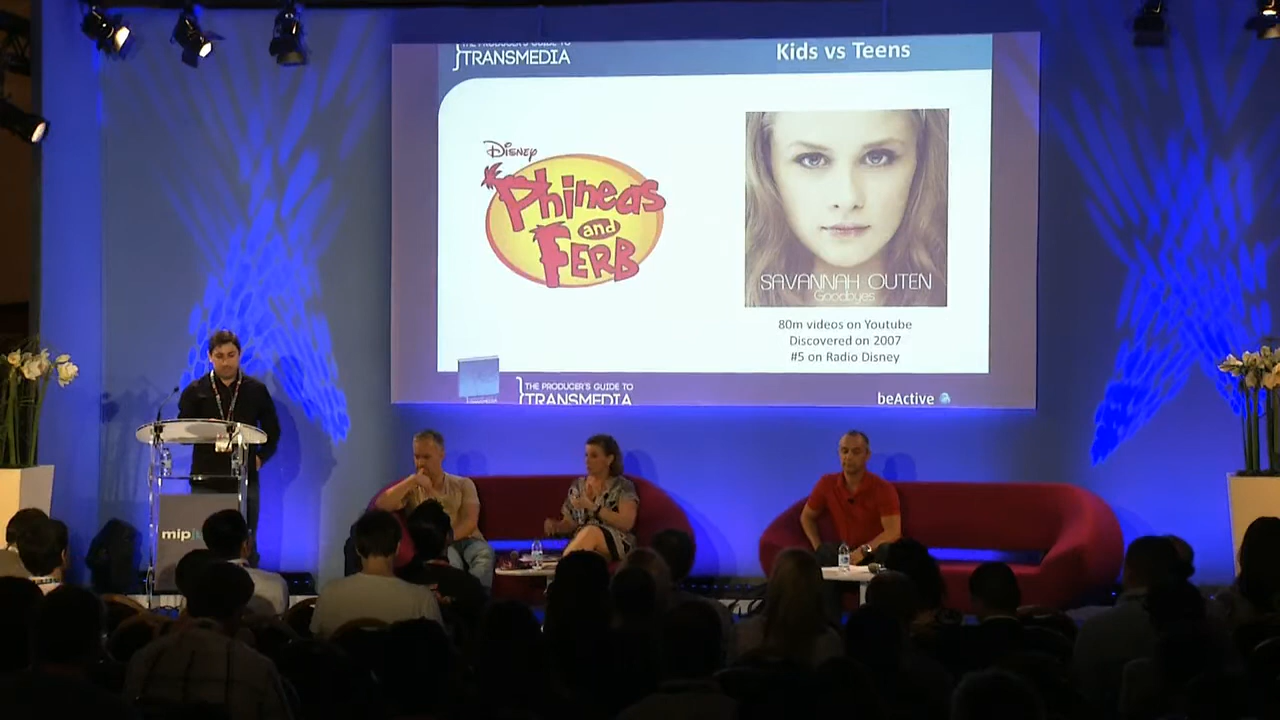 THE PRODUCER'S GUIDE TO
TRANSMEDIA
Kids vs Teens
Disney
Phineas
and
Ferb
SAVANNAH OUTEN
Goodbyes
80m videos on Youtube
Discovered on 2007
#5 on Radio Disney
THE PRODUCER'S GUIDE TO
TRANSMEDIA
beActive
mip